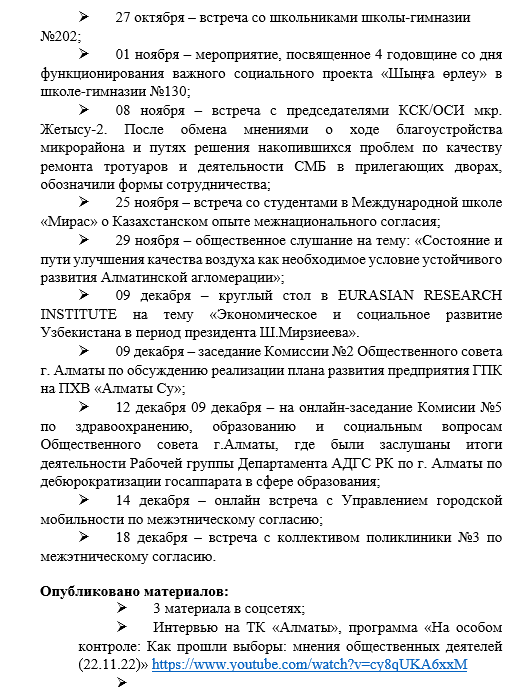 ➢ 27 октября – встреча со школьниками школы-гимназии
№202;
➢ 01 ноября – мероприятие, посвященное 4 годовщине со дня
функционирования важного социального проекта «Шыңға өрлеу» в
школе-гимназии №130;
➢ 08 ноября – встреча с председателями КСК/ОСИ мкр.
Жетысу-2. После обмена мнениями о ходе благоустройства
микрорайона и путях решения накопившихся проблем по качеству
ремонта тротуаров и деятельности СМБ в прилегающих дворах,
обозначили формы сотрудничества;
➢ 25 ноября – встреча со студентами в Международной школе
«Мирас» о Казахстанском опыте межнационального согласия;
➢ 29 ноября – общественное слушание на тему: «Состояние и
пути улучшения качества воздуха как необходимое условие устойчивого
развития Алматинской агломерации»;
➢ 09 декабря – круглый стол в EURASIAN RESEARCH
INSTITUTE на тему «Экономическое и социальное развитие
Узбекистана в период президента Ш.Мирзиеева».
➢ 09 декабря – заседание Комиссии №2 Общественного совета
г. Алматы по обсуждению реализации плана развития предприятия ГПК
на ПХВ «Алматы Су»;
➢ 12 декабря 09 декабря – на онлайн-заседание Комисии №5
по здравоохранению, образованию и социальным вопросам
Общественного совета г.Алматы, где были заслушаны итоги
деятельности Рабочей группы Департамента АДГС РК по г. Алматы по
дебюрократизации госаппарата в сфере образования;
➢ 14 декабря – онлайн встреча с Управлением городской
мобильности по межэтническому согласию;
➢ 18 декабря – встреча с коллективом поликлиники №3 по
межэтническому согласию.
Опубликовано материалов:
➢ 3 материала в соцсетях;
➢ Интервью на ТК «Алматы», программа «На особом
контроле: Как прошли выборы: мнения общественных деятелей
(22.11.22)» https://www.youtube.com/watch?v=cy8qUKA6xxM
➢